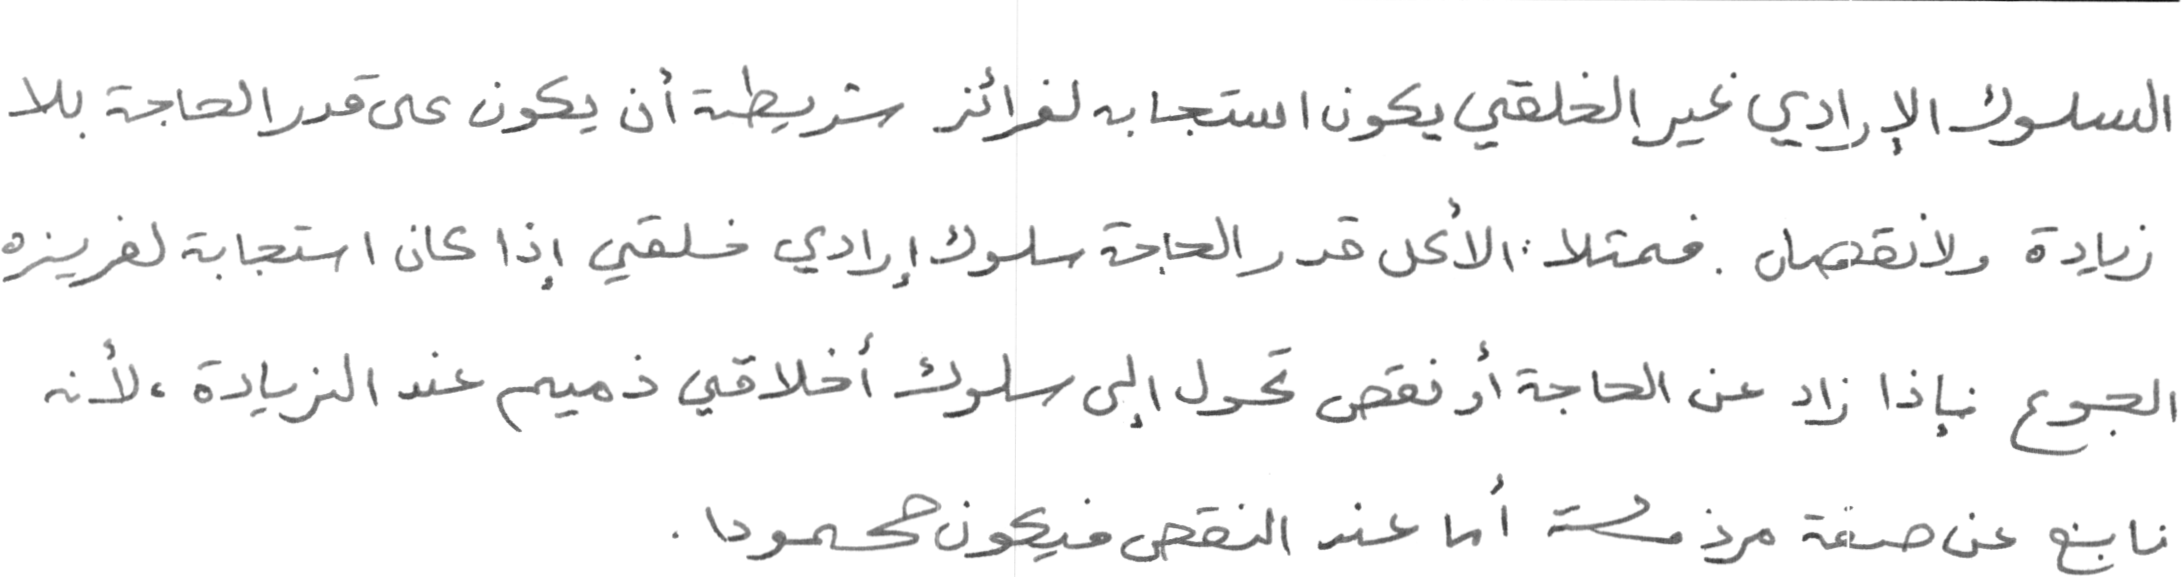 السلوك الإرادي غير الخلقي يكون استجابه لغرائز شريطة أن يكون على قدر الحاجة بلا
زيادة ولا نقصان . فمثلا : الأكل قدر الحاجة سلوك إرادي خلقي إذا كان استجابة لغريزه
الجوع فإذا زاد عن الحاجة أو نقص تحول إلى سلوك أخلاقي ذميم عند الزيادة ، لأنه
نابع عن صفة مرذولة أما عند النقص فيكون محمودا .